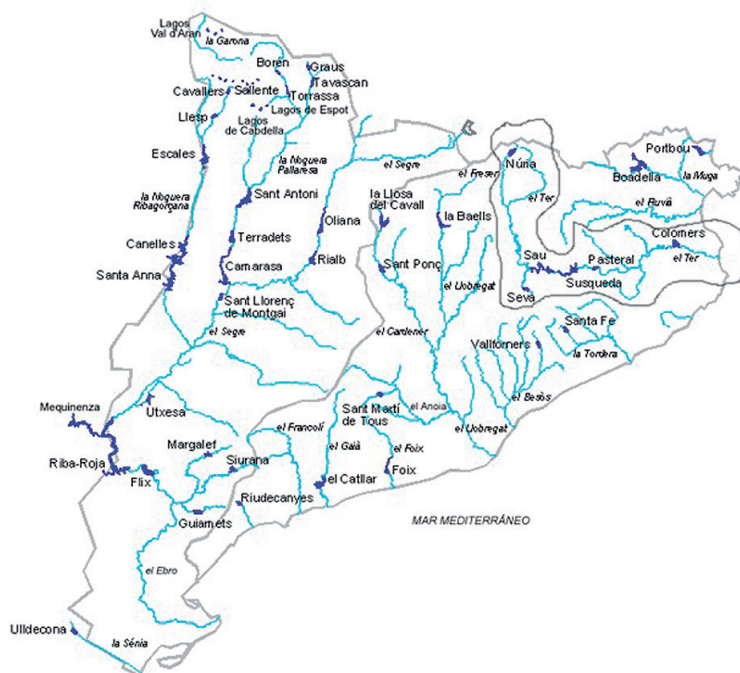 Lagos
Val d'Aran
la Garona
Borén
Graus
Tavascan
Cavallers
Sallente
Torrassa
Lagos de Espot
Llesp
Lagos
de Cabdella
Escales
la Noguera
Pallaresa
el Segre
el Freser
Núria
Portbou
Boadella
la Muga
la Noguera
Ribagorçana
Sant Antoni
la Llosa
del Cavall
la Baells
el Ter
el Fluvià
Oliana
Canelles
Terradets
Colomers
Sau
Pasteral
el Ter
Santa Anna
Camarasa
Rialb
Sant Ponç
Susqueda
Sevà
Sant Llorenç
de Montgai
el Llobregat
Santa Fe
el Segre
el Cardener
Vallforners
la Tordera
Utxesa
Sant Martí
de Tous
el Anoia
el Besòs
Mequinenza
Margalef
el Francolí
el Llobregat
Siurana
el Gaià
el Foix
Riba-Roja
Flix
Foix
el Catllar
Riudecanyes
Guiamets
MAR MEDITERRÁNEO
el Ebro
Ulldecona
la Sénia